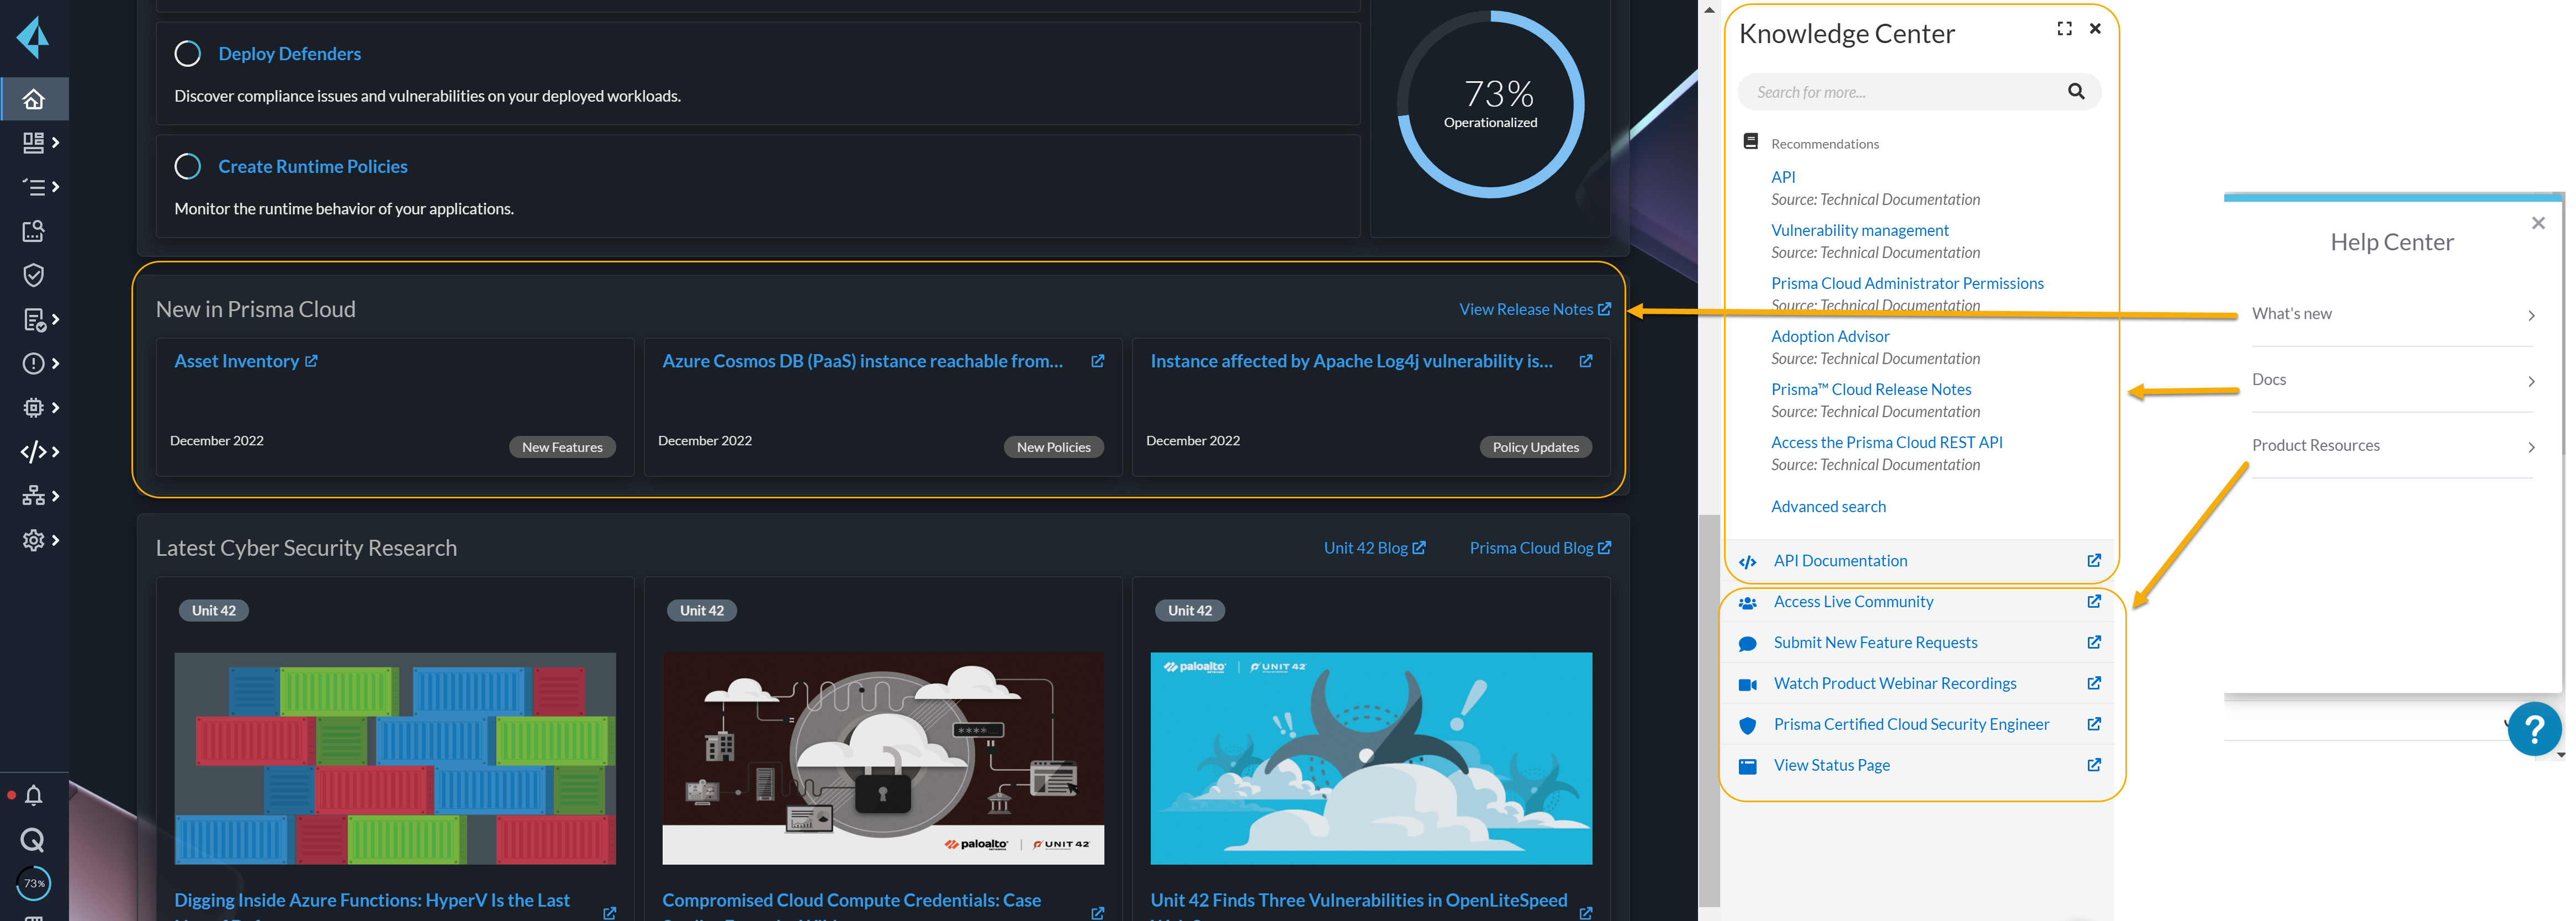 Deploy Defenders
Discover compliance issues and vulnerabilities on your deployed workloads.
Create Runtime Policies
Monitor the runtime behavior of your applications.
73%
Operationalized
New in Prisma Cloud
View Release Notes
Asset Inventory
December 2022
New Features
Azure Cosmos DB (PaaS) instance reachable from...
December 2022
New Policies
Instance affected by Apache Log4j vulnerability is...
December 2022
Policy Updates
Latest Cyber Security Research
Unit 42 Blog
Prisma Cloud Blog
Unit 42
Digging Inside Azure Functions: HyperV Is the Last
Unit 42
****
paloalto
UNIT 42
Compromised Cloud Compute Credentials: Case
Unit 42
paloalto
UNIT 42
Unit 42 Finds Three Vulnerabilities in OpenLiteSpeed
73%
Knowledge Center
Search for more...
Recommendations
API
Source: Technical Documentation
Vulnerability management
Source: Technical Documentation
Prisma Cloud Administrator Permissions
Source: Technical Documentation
Adoption Advisor
Source: Technical Documentation
Prisma™ Cloud Release Notes
Source: Technical Documentation
Access the Prisma Cloud REST API
Source: Technical Documentation
Advanced search
API Documentation
Access Live Community
Submit New Feature Requests
Watch Product Webinar Recordings
Prisma Certified Cloud Security Engineer
View Status Page
Help Center
What's new
Docs
Product Resources
?